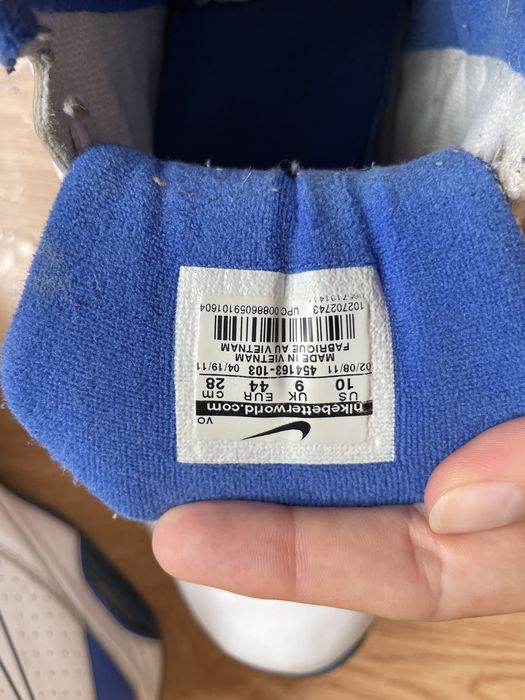 VO
nikebetterworld.com
US UK EUR cm
10 9 44 28
02/08/11 454163-103 04/19/11
MADE IN VIETNAM
FABRIQUE AU VIETNAM
102702743 UPC 00886059101604